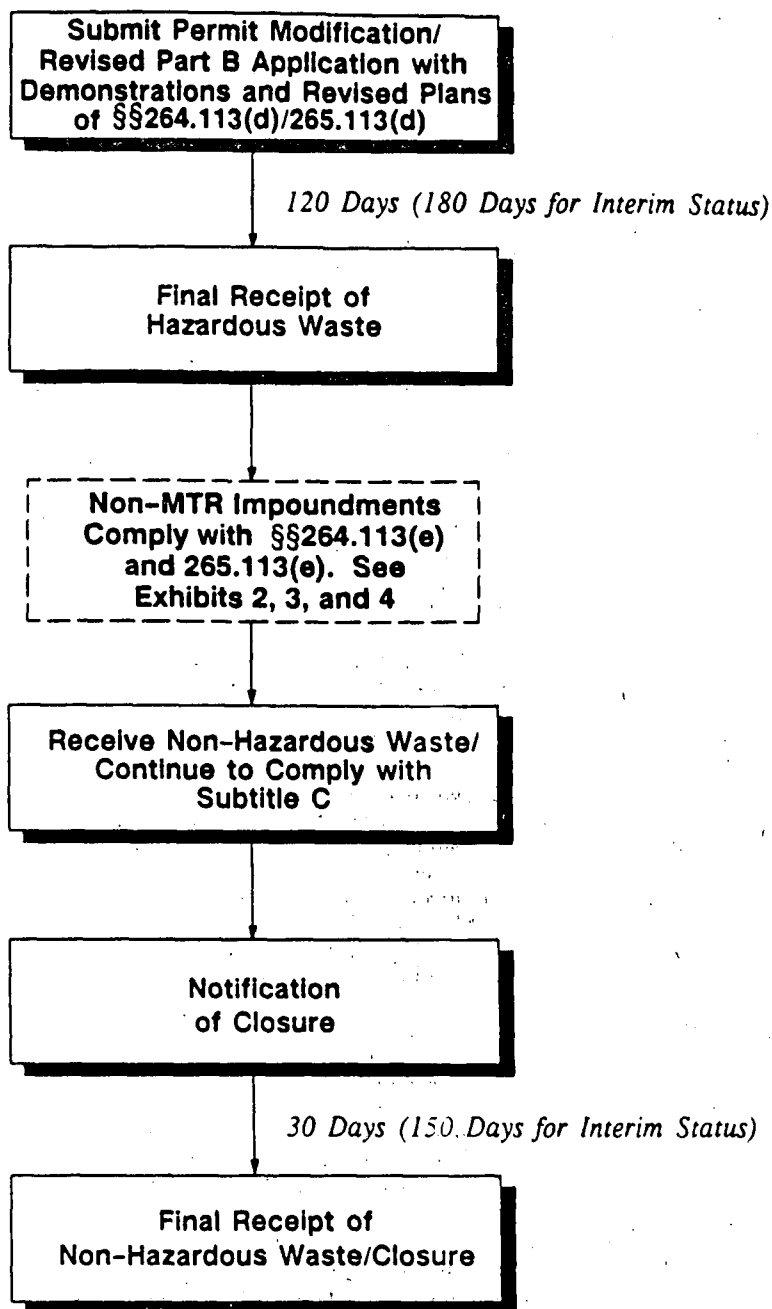 Submit Permit Modification/
Revised Part B Application with
Demonstrations and Revised Plans
of §§264.113(d)/265.113(d)
120 Days (180 Days for Interim Status)
Final Receipt of
Hazardous Waste
Non-MTR Impoundments
Comply with §§264.113(e)
and 265.113(e). See
Exhibits 2, 3, and 4
Receive Non-Hazardous Waste/
Continue to Comply with
Subtitle C
Notification
of Closure
30 Days (150 Days for Interim Status)
Final Receipt of
Non-Hazardous Waste/Closure